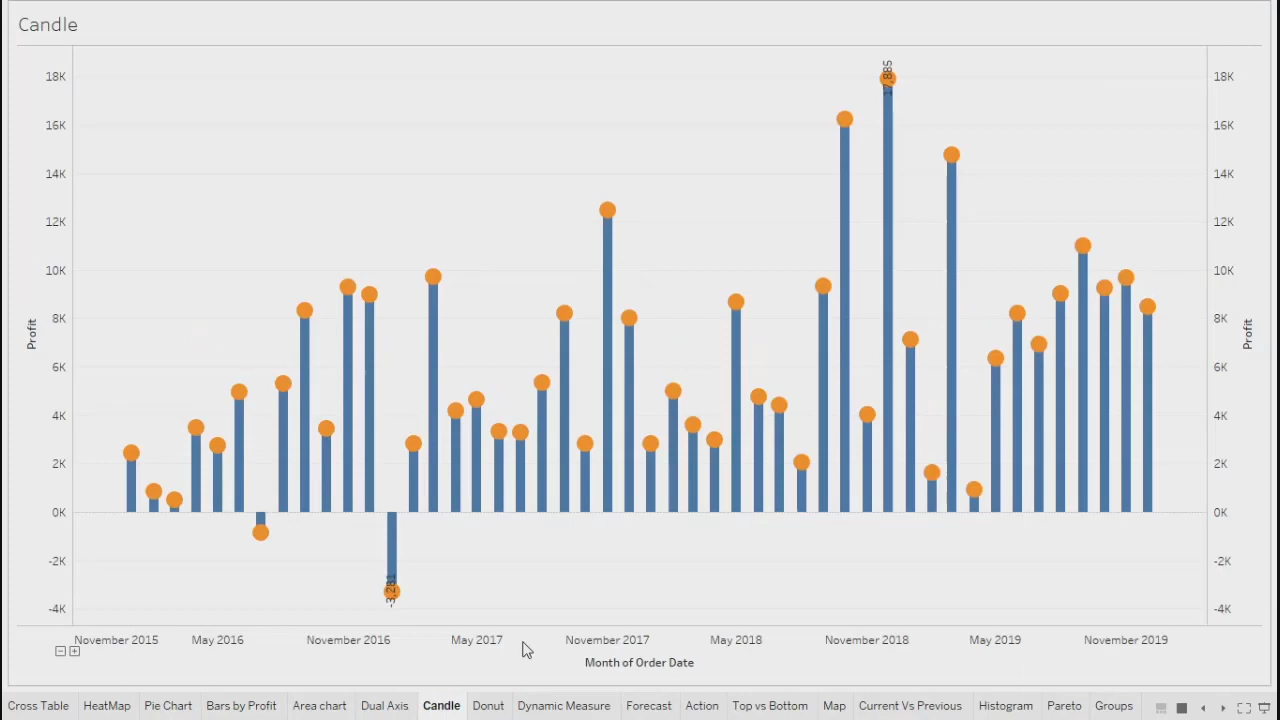 Candle
18K
16K
14K
12K
10K
8K
6K
4K
2K
0K
-2K
-4K
Profit
17,885
-3,281
18K
16K
14K
12K
10K
8K
6K
4K
2K
0K
-2K
-4K
Profit
November 2015 May 2016 November 2016 May 2017 November 2017 May 2018 November 2018 May 2019 November 2019
Month of Order Date
Cross Table HeatMap Pie Chart Bars by Profit Area chart Dual Axis Candle Donut Dynamic Measure Forecast Action Top vs Bottom Map Current Vs Previous Histogram Pareto Groups